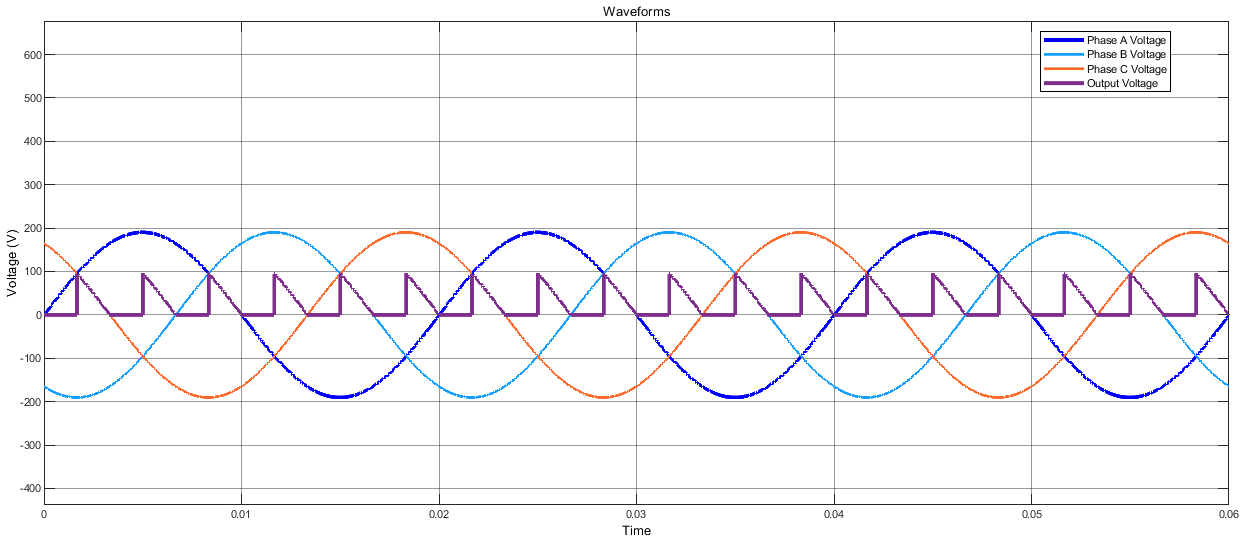 Waveforms
Phase A Voltage
Phase B Voltage
Phase C Voltage
Output Voltage
600
500
400
300
200
100
0
-100
-200
-300
-400
Voltage (V)
0 0.01 0.02 0.03 0.04 0.05 0.06
Time